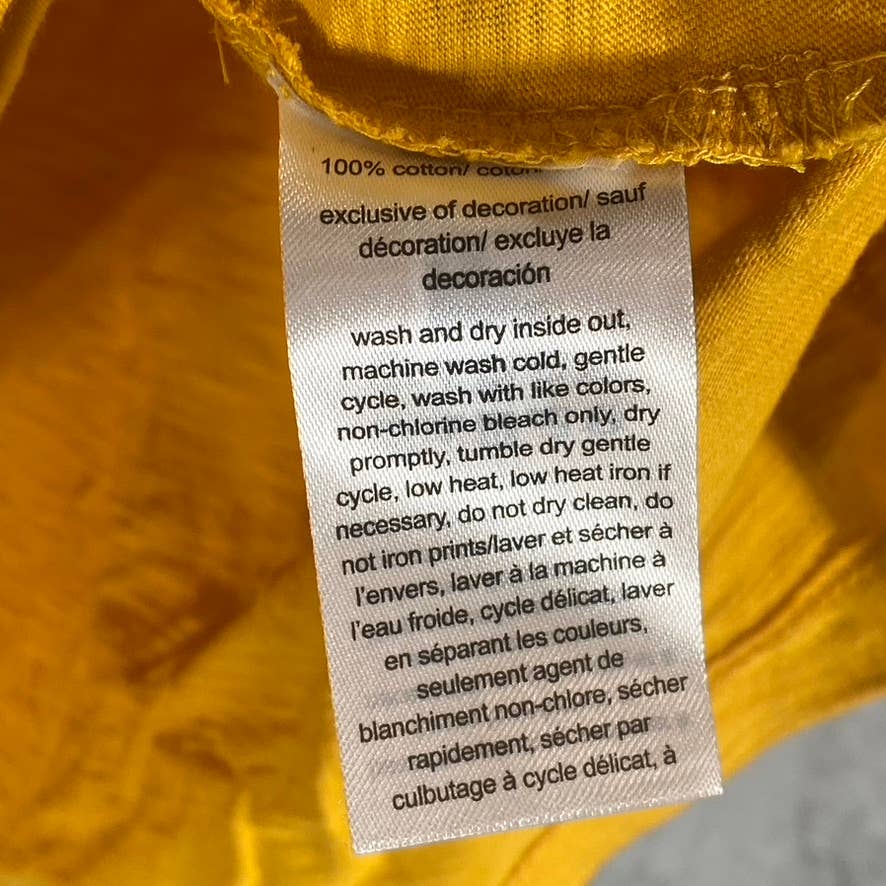 100% cotton/
exclusive of decoration/ sauf
décoration/ excluye la
decoración
wash and dry inside out,
machine wash cold, gentle
cycle, wash with like colors,
non-chlorine bleach only, dry
promptly, tumble dry gentle
cycle, low heat, low heat iron if
necessary, do not dry clean, do
not iron prints/laver et sécher à
l'envers, laver à la machine à
l'eau froide, cycle délicat, laver
en séparant les couleurs,
seulement agent de
blanchiment non-chlore, sécher
rapidement, sécher par
culbutage à cycle délicat, à